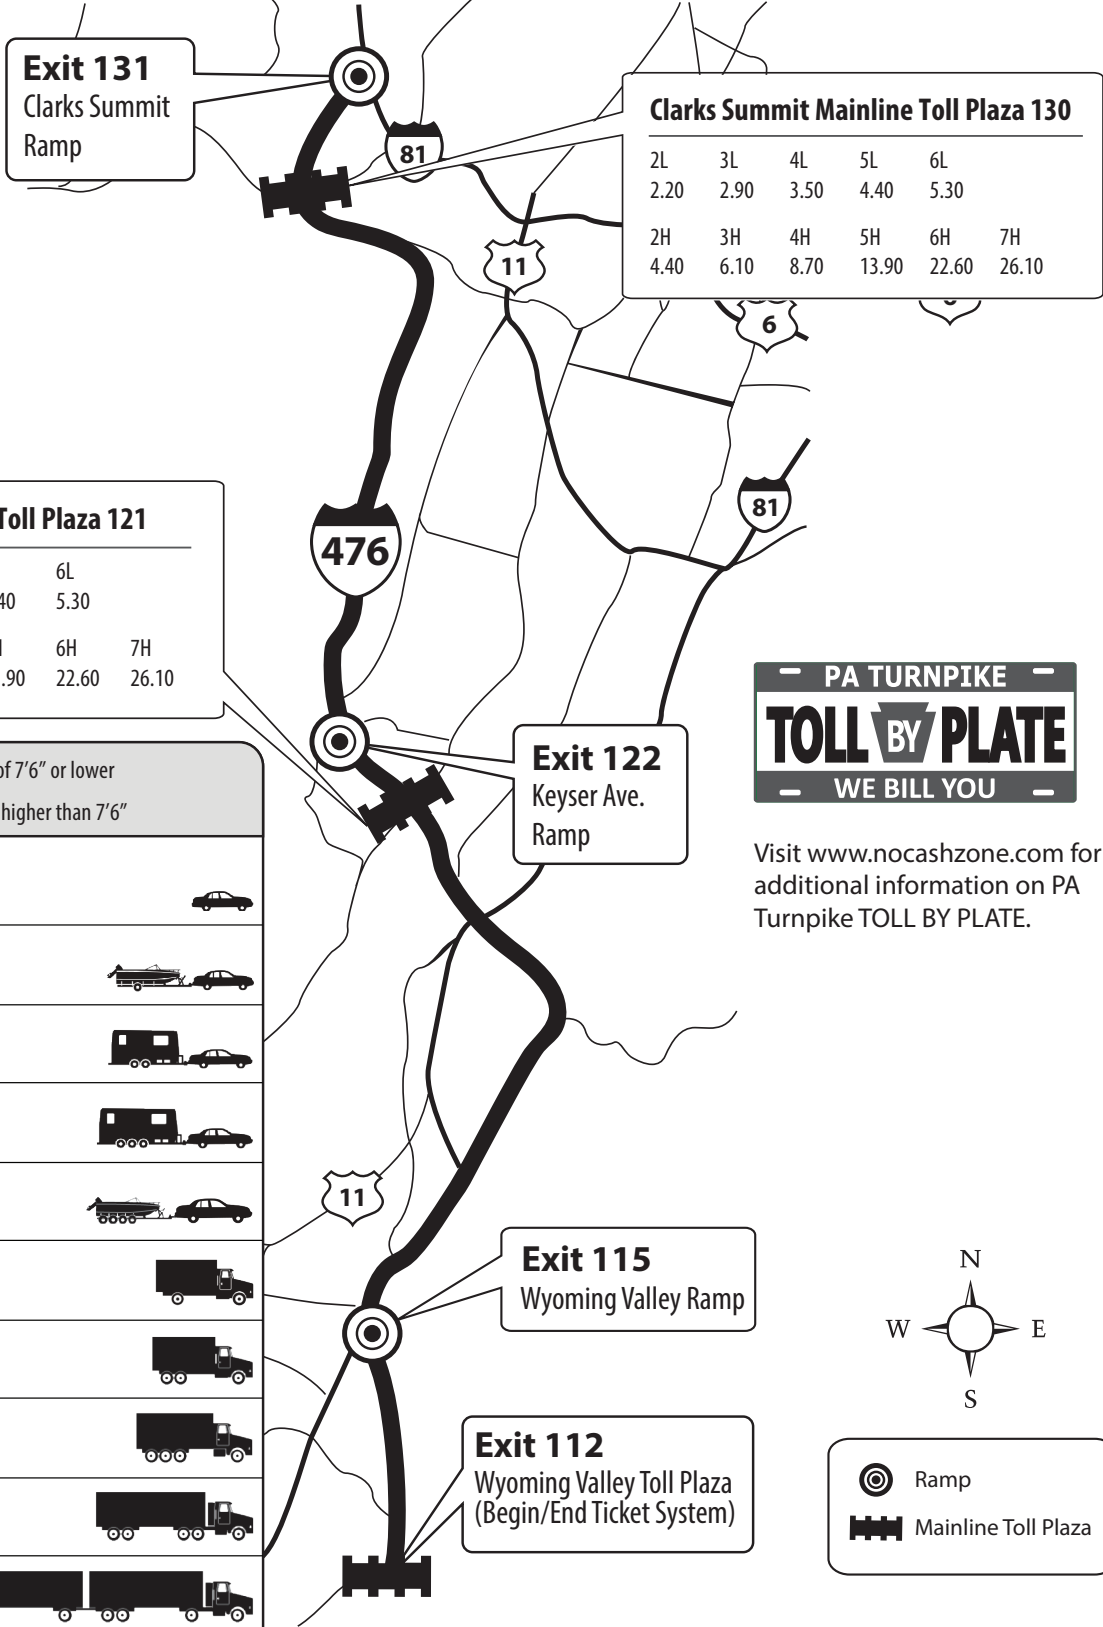 Exit 131
Clarks Summit
Ramp
81
Clarks Summit Mainline Toll Plaza 130
2L 3L 4L 5L 6L
2.20 2.90 3.50 4.40 5.30
2H 3H 4H 5H 6H 7H
4.40 6.10 8.70 13.90 22.60 26.10
11
6
81
476
Toll Plaza 121
6L
40 5.30
6H 7H
.90 22.60 26.10
of 7’6” or lower
higher than 7’6”
Exit 122
Keyser Ave.
Ramp
PA TURNPIKE
TOLL BY PLATE
WE BILL YOU
Visit www.nocashzone.com for
additional information on PA
Turnpike TOLL BY PLATE.
11
Exit 115
Wyoming Valley Ramp
N
W E
S
Exit 112
Wyoming Valley Toll Plaza
(Begin/End Ticket System)
Ramp
Mainline Toll Plaza